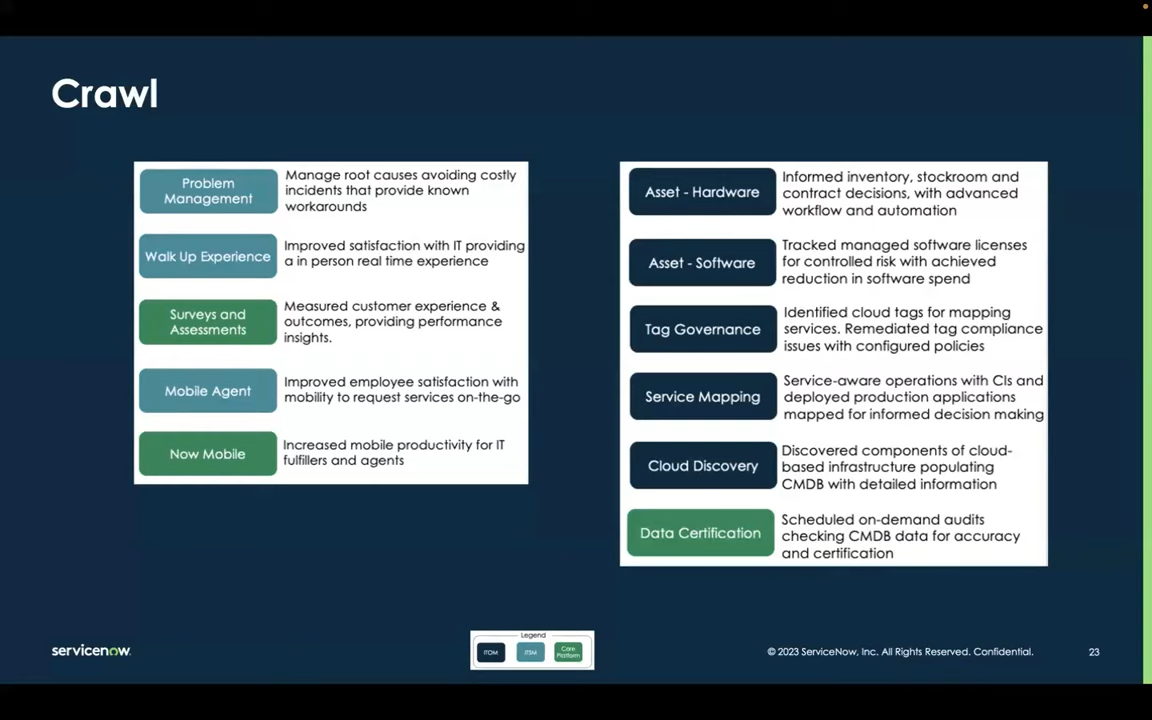 Crawl
Problem
Management
Manage root causes avoiding costly
incidents that provide known
workarounds
Walk Up Experience
Improved satisfaction with IT providing
a in person real time experience
Surveys and
Assessments
Measured customer experience &
outcomes, providing performance
insights.
Mobile Agent
Improved employee satisfaction with
mobility to request services on-the-go
Now Mobile
Increased mobile productivity for IT
fulfillers and agents
Asset - Hardware
Informed inventory, stockroom and
contract decisions, with advanced
workflow and automation
Asset - Software
Tracked managed software licenses
for controlled risk with achieved
reduction in software spend
Tag Governance
Identified cloud tags for mapping
services. Remediated tag compliance
issues with configured policies
Service Mapping
Service-aware operations with CIs and
deployed production applications
mapped for informed decision making
Cloud Discovery
Discovered components of cloud-
based infrastructure populating
CMDB with detailed information
Data Certification
Scheduled on-demand audits
checking CMDB data for accuracy
and certification
servicenow.
Legend
ITOM
ITSM
Core
Platform
© 2023 ServiceNow, Inc. All Rights Reserved. Confidential.
23